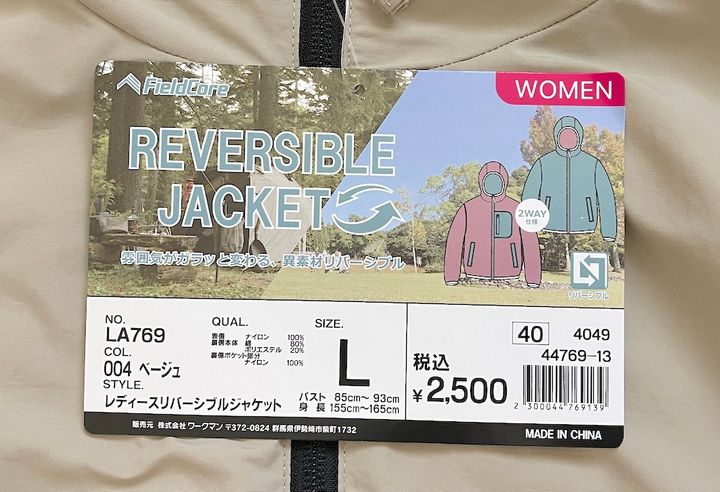 FieldCore
WOMEN
REVERSIBLE
JACKET
2WAY
仕様
雰囲気がガラッと変わる、異素材リバーシブル
リバーシブル
NO.
LA769
COL.
004 ベージュ
STYLE.
レディースリバーシブルジャケット
QUAL.
表側 ナイロン 100%
裏側本体 綿 80%
ポリエステル 20%
裏側ポケット部分
ナイロン 100%
SIZE.
L
バスト 85cm～ 93cm
身長 155cm～165cm
税込
¥2,500
40 4049
44769-13
2 300044 769139
販売元 株式会社 ワークマン 〒372-0824 群馬県伊勢崎市柴町1732
MADE IN CHINA